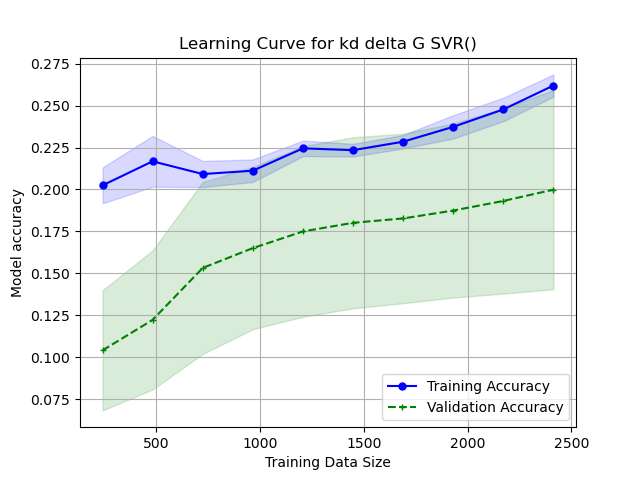 Learning Curve for kd delta G SVR()
0.275
0.250
0.225
0.200
0.175
0.150
0.125
0.100
0.075
Model accuracy
Training Accuracy
Validation Accuracy
500 1000 1500 2000 2500
Training Data Size